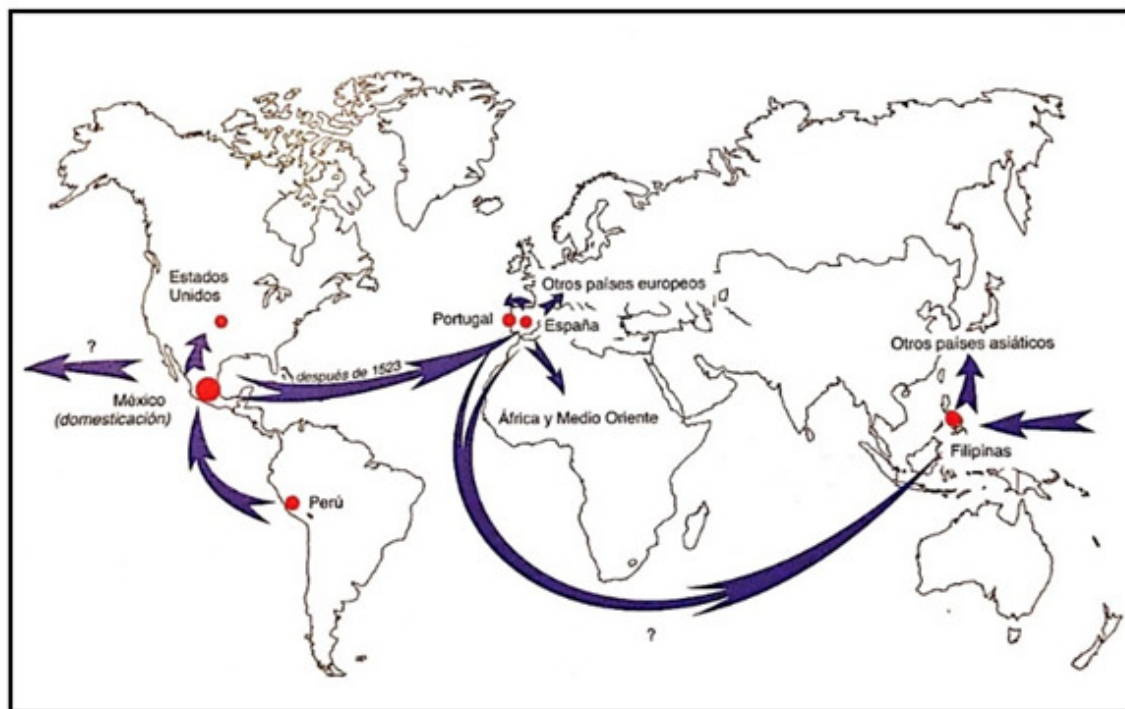 Estados
Unidos
?
México
(domesticación)
después de 1523
Perú
Portugal
España
Otros países europeos
África y Medio Oriente
?
Otros países asiáticos
Filipinas